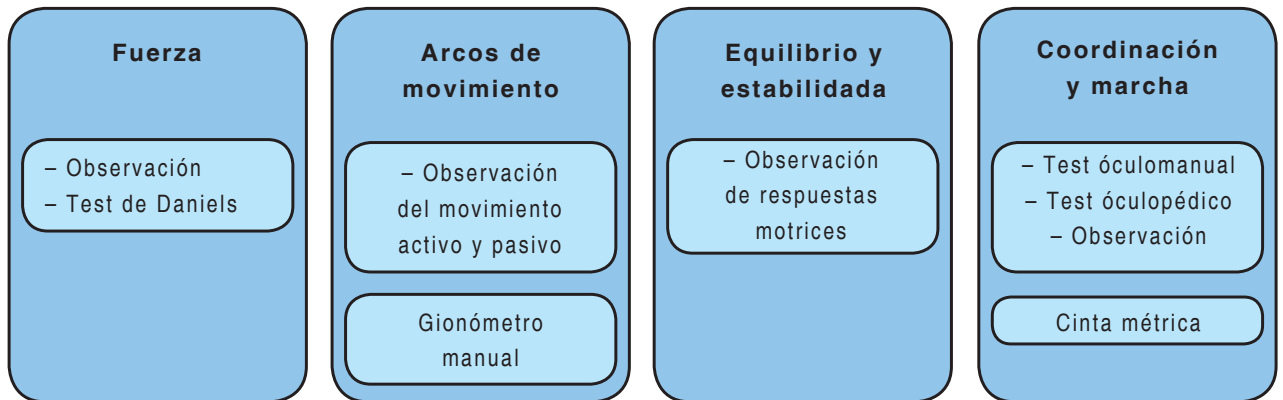 Fuerza
– Observación
– Test de Daniels
Arcos de
movimiento
– Observación
del movimiento
activo y pasivo
Gionómetro
manual
Equilibrio y
estabilidada
– Observación
de respuestas
motrices
Coordinación
y marcha
– Test óculomanual
– Test óculopédico
– Observación
Cinta métrica